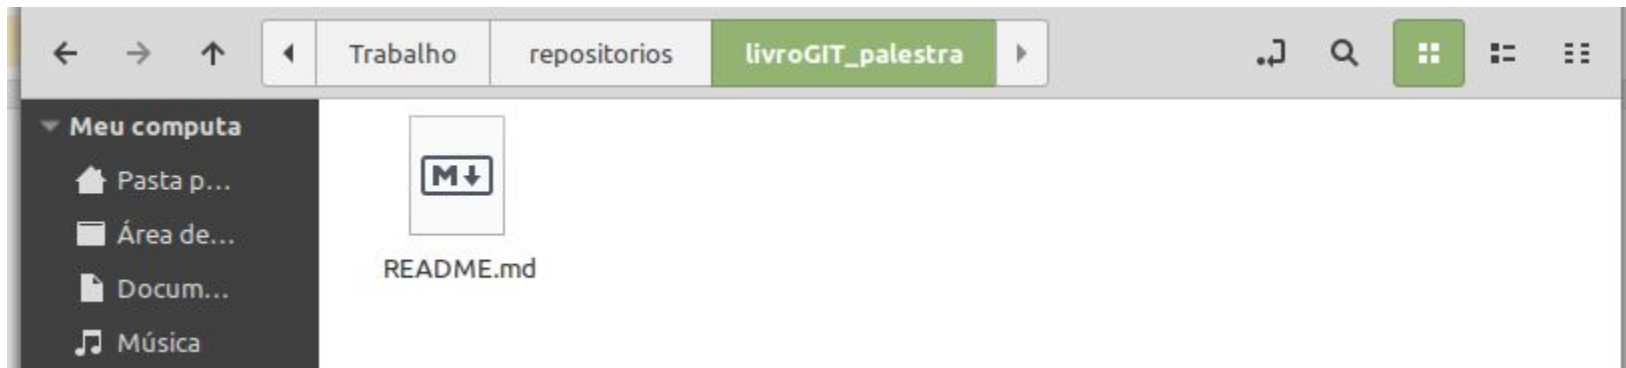 Trabalho repositorios livroGIT_palestra
Meu computa
Pasta p...
Área de...
Docum...
Música
M
README.md